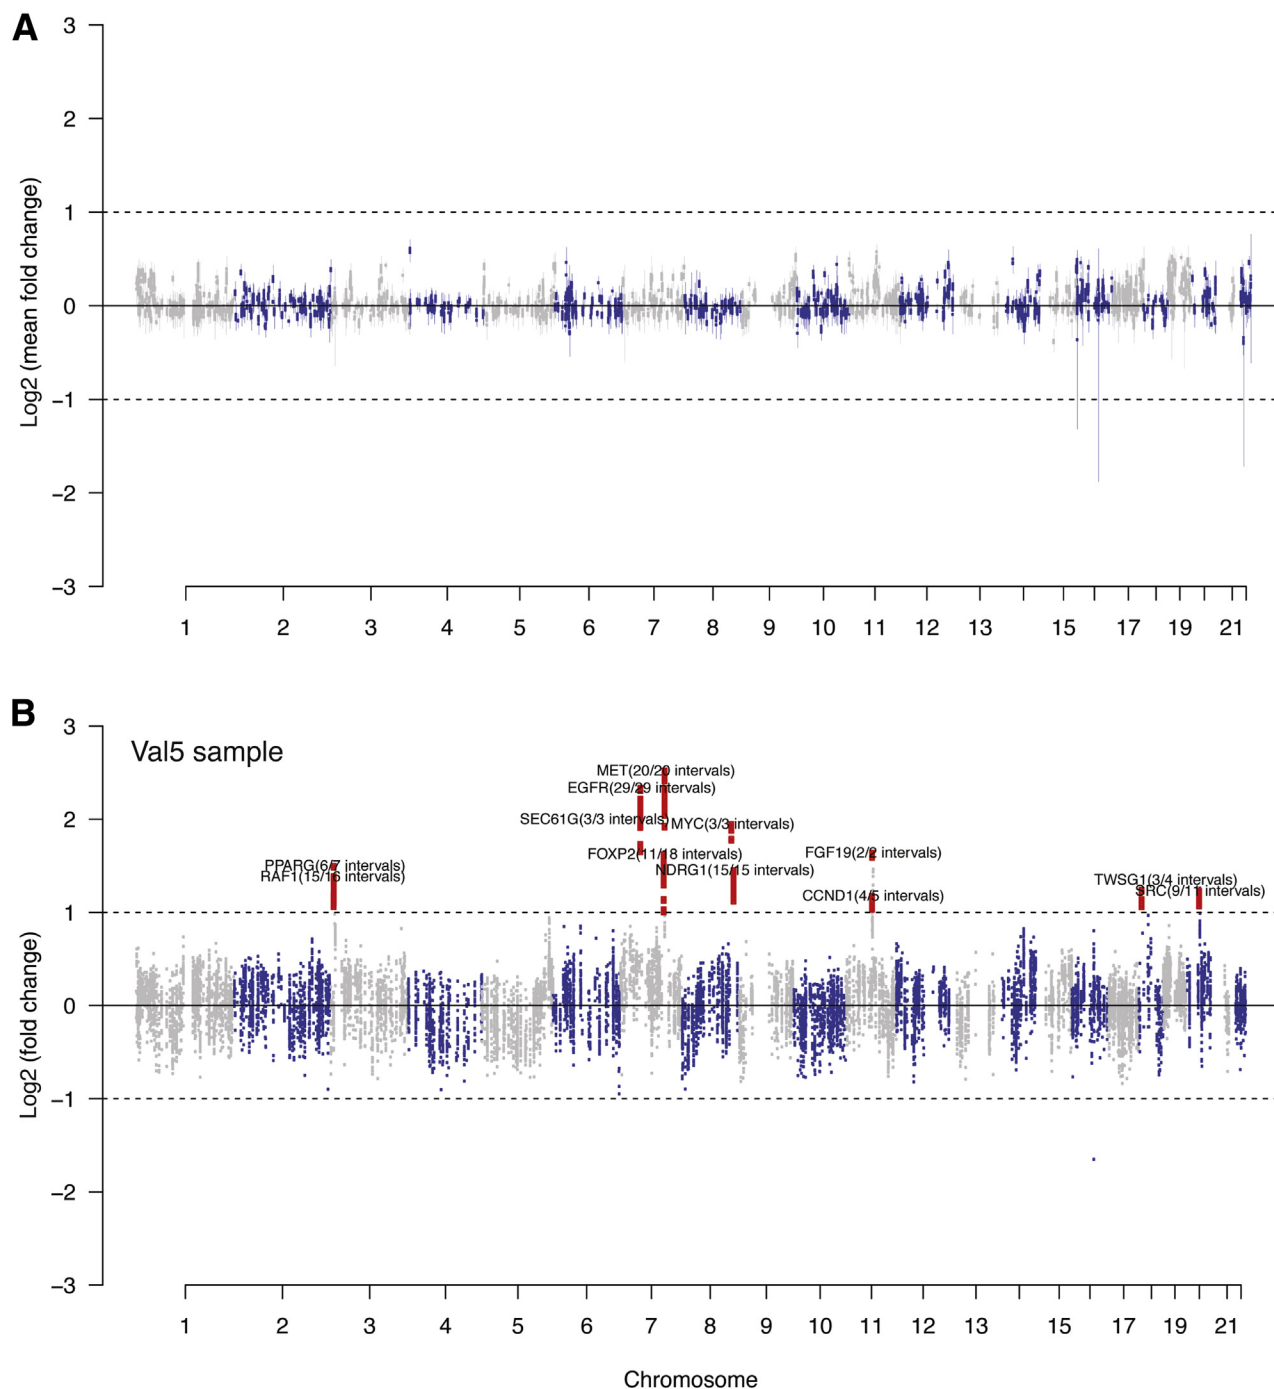 A
3
2
1
0
−1
−2
−3
Log2 (mean fold change)
1 2 3 4 5 6 7 8 9 10 11 12 13 15 17 19 21
B
3
2
1
0
−1
−2
−3
Log2 (fold change)
Val5 sample
MET(20/20 intervals)
EGFR(29/29 intervals)
SEC61G(3/3 intervals)
MYC(3/3 intervals)
FOXP2(11/18 intervals)
FGF19(2/2 intervals)
PPARG(6/7 intervals)
NDRG1(15/15 intervals)
RAF1(15/16 intervals)
TWSG1(3/4 intervals)
SRC(9/11 intervals)
CCND1(4/5 intervals)
1 2 3 4 5 6 7 8 9 10 11 12 13 15 17 19 21
Chromosome